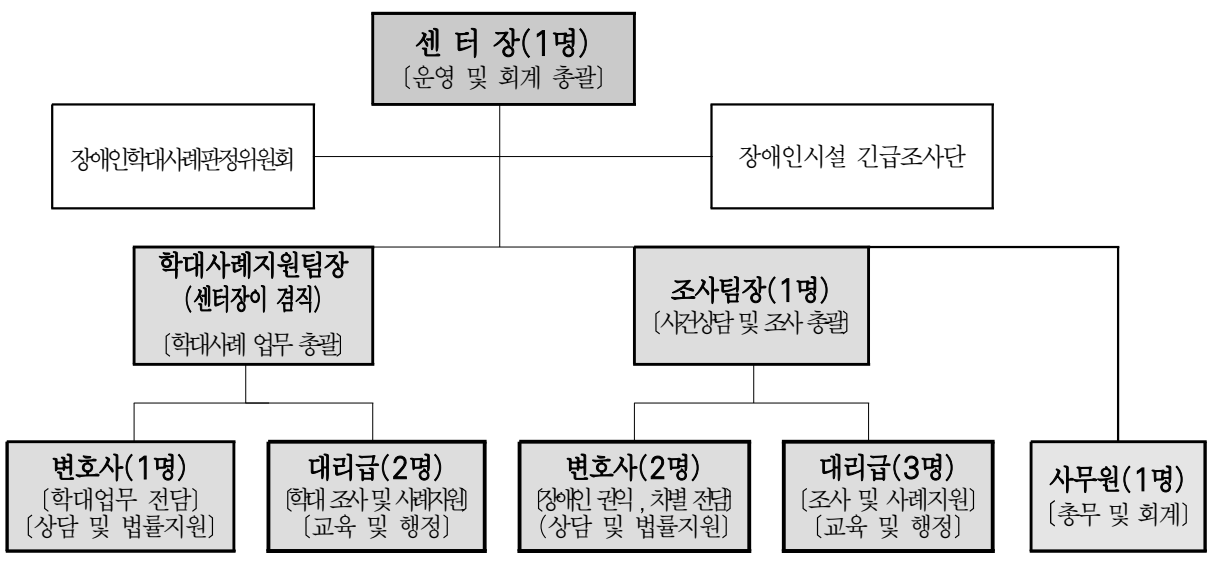 센 터 장(1명)
〔운영 및 회계 총괄〕
장애인학대사례판정위원회
장애인시설 긴급조사단
학대사례지원팀장
(센터장이 겸직)
〔학대사례 업무 총괄〕
조사팀장(1명)
〔사건상담 및 조사 총괄〕
변호사(1명)
〔학대업무 전담〕
〔상담 및 법률지원〕
대리급(2명)
〔학대 조사 및 사례지원〕
〔교육 및 행정〕
변호사(2명)
〔장애인 권익 , 차별 전담〕
(상담 및 법률지원〕
대리급(3명)
〔조사 및 사례지원〕
〔교육 및 행정〕
사무원(1명)
〔총무 및 회계〕